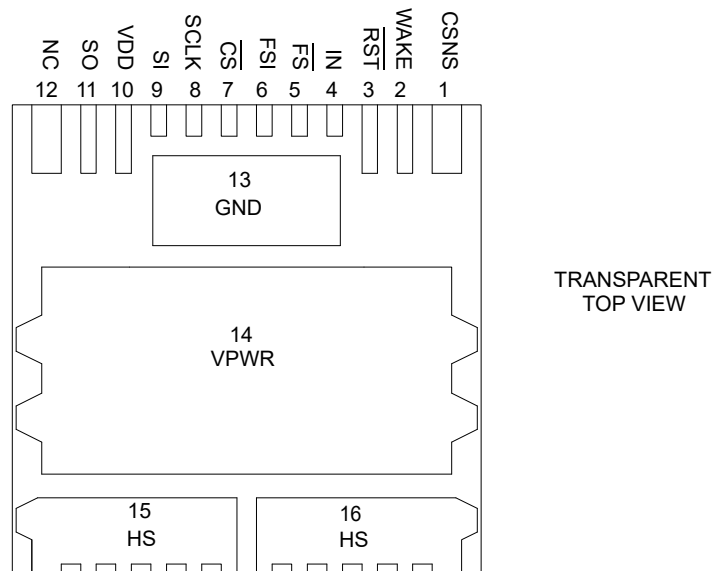 NC SO VDD SI SCLK CS FSI FS IN RST WAKE CSNS
12 11 10 9 8 7 6 5 4 3 2 1
13
GND
TRANSPARENT
TOP VIEW
14
VPWR
15
HS
16
HS